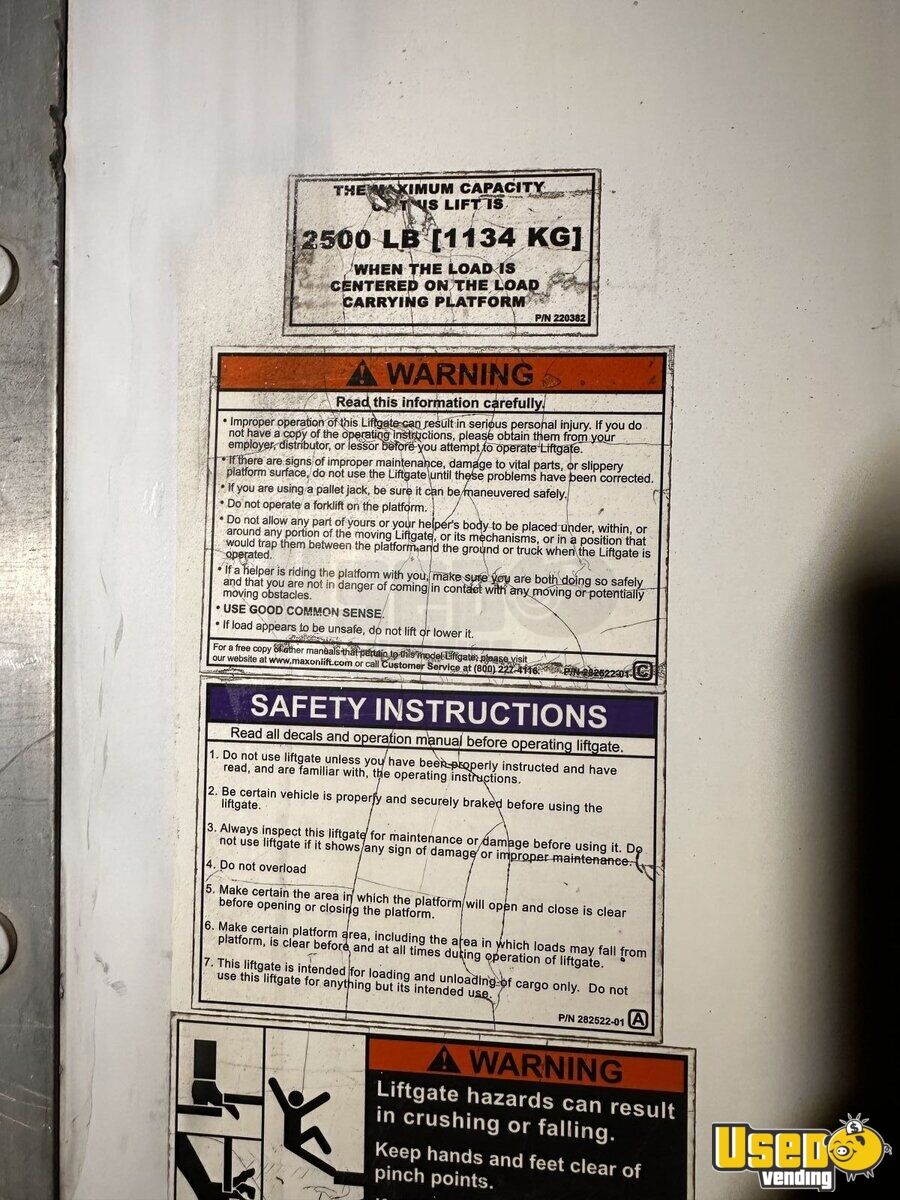 THE MAXIMUM CAPACITY
OF THIS LIFT IS
2500 LB [1134 KG]
WHEN THE LOAD IS
CENTERED ON THE LOAD
CARRYING PLATFORM
P/N 220382
WARNING
Read this information carefully.
• Improper operation of this Liftgate can result in serious personal injury. If you do
not have a copy of the operating instructions, please obtain them from your
employer, distributor, or lessor before you attempt to operate Liftgate.
• If there are signs of improper maintenance, damage to vital parts, or slippery
platform surface, do not use the Liftgate until these problems have been corrected.
• If you are using a pallet jack, be sure it can be maneuvered safely.
• Do not operate a forklift on the platform.
• Do not allow any part of yours or your helper's body to be placed under, within, or
around any portion of the moving Liftgate, or its mechanisms, or in a position that
would trap them between the platform and the ground or truck when the Liftgate is
operated.
• If a helper is riding the platform with you, make sure you are both doing so safely
and that you are not in danger of coming in contact with any moving or potentially
moving obstacles.
• USE GOOD COMMON SENSE.
• If load appears to be unsafe, do not lift or lower it.
For a free copy of other manuals that pertain to this model Liftgate, please visit
our website at www.maxonlift.com or call Customer Service at (800) 227-4116.
P/N 282522-01 C
SAFETY INSTRUCTIONS
Read all decals and operation manual before operating liftgate.
1. Do not use liftgate unless you have been properly instructed and have
read, and are familiar with, the operating instructions.
2. Be certain vehicle is properly and securely braked before using the
liftgate.
3. Always inspect this liftgate for maintenance or damage before using it. Do
not use liftgate if it shows any sign of damage or improper maintenance.
4. Do not overload
5. Make certain the area in which the platform will open and close is clear
before opening or closing the platform.
6. Make certain platform area, including the area in which loads may fall from
platform, is clear before and at all times during operation of liftgate.
7. This liftgate is intended for loading and unloading of cargo only. Do not
use this liftgate for anything but its intended use.
P/N 282522-01 A
WARNING
Liftgate hazards can result
in crushing or falling.
Keep hands and feet clear of
pinch points.
Used
vending